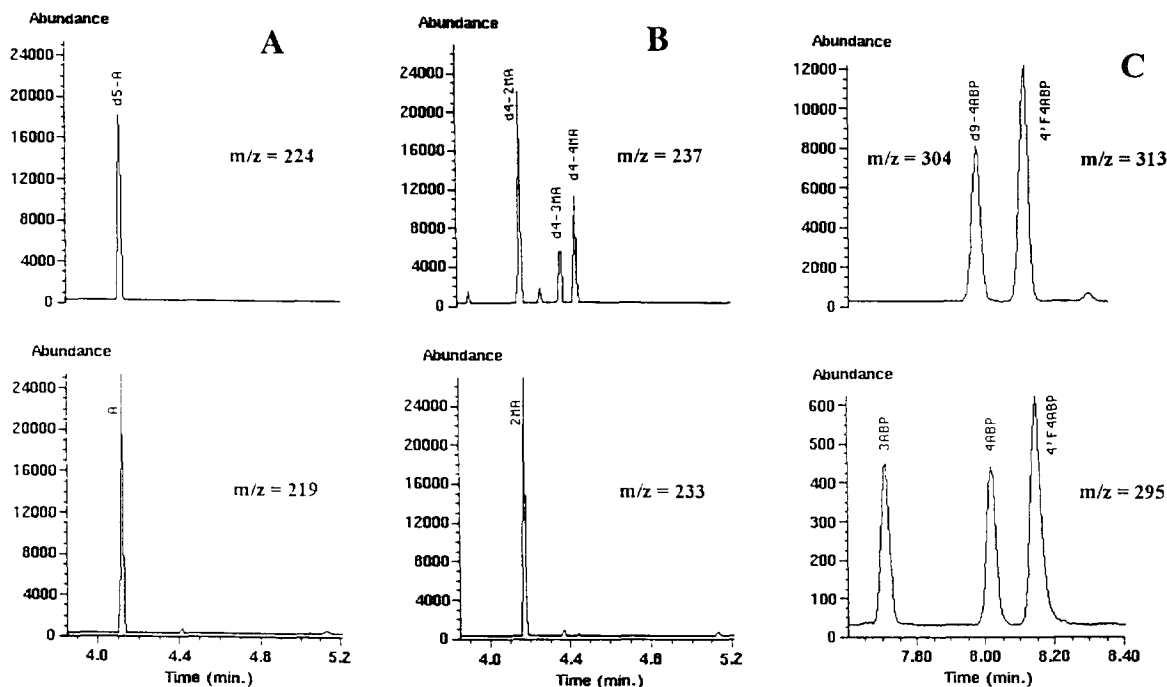 A
Abundance
24000
20000
16000
12000
8000
4000
0
d5-A
m/z = 224
B
Abundance
24000
20000
16000
12000
8000
4000
0
d4-2MA
d4-3MA
d4-4MA
m/z = 237
C
Abundance
12000
10000
8000
6000
4000
2000
0
m/z = 304
d9-4ABP
4'F4ABP
m/z = 313
Abundance
24000
20000
16000
12000
8000
4000
0
A
m/z = 219
4.0
4.4
4.8
5.2
Time (min.)
Abundance
24000
20000
16000
12000
8000
4000
0
2MA
m/z = 233
4.0
4.4
4.8
5.2
Time (min.)
Abundance
600
500
400
300
200
100
0
3ABP
4ABP
4'F4ABP
m/z = 295
7.80
8.00
8.20
8.40
Time (min.)